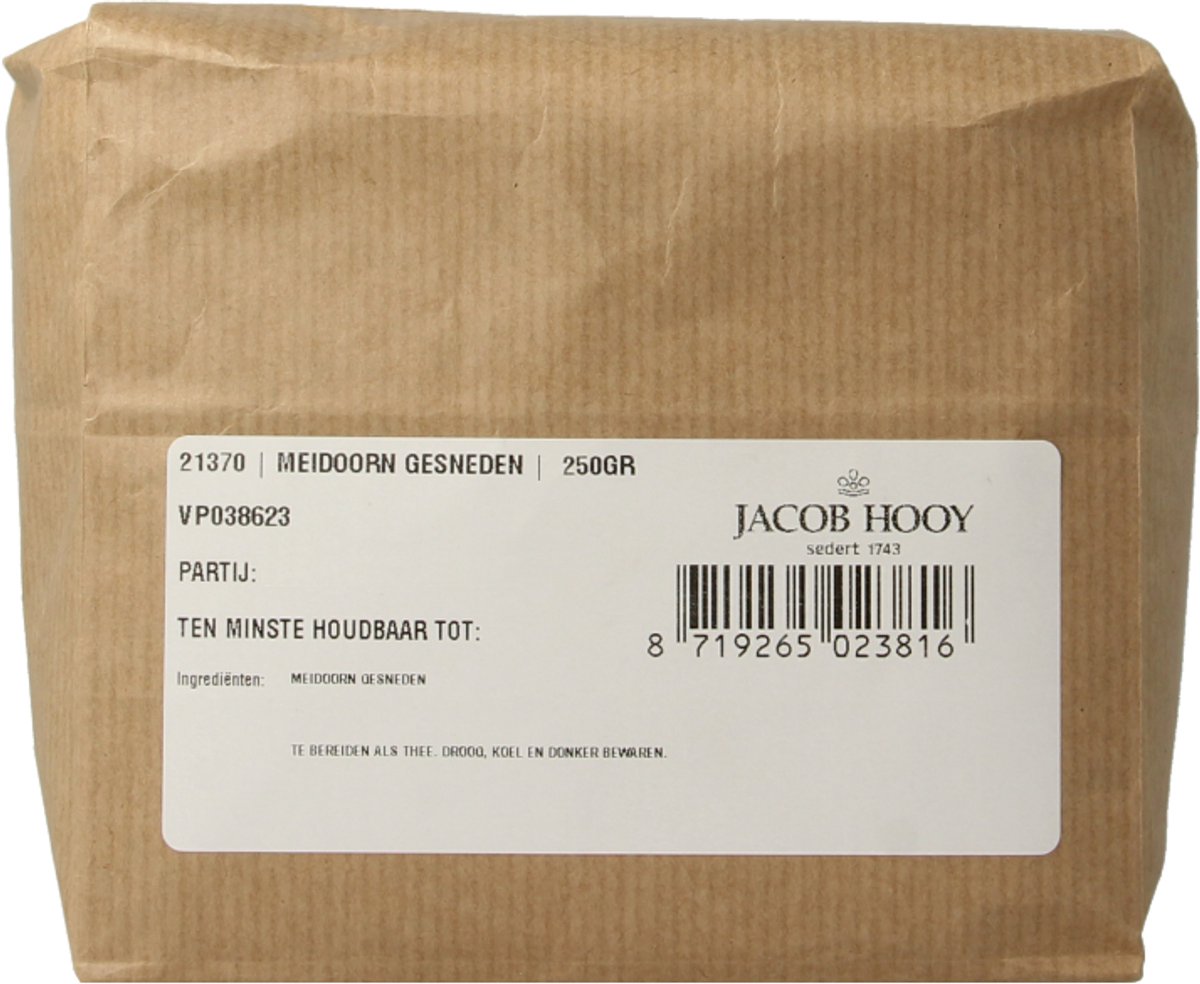 21370 | MEIDOORN GESNEDEN | 250GR
VP038623
PARTIJ:
TEN MINSTE HOUDBAAR TOT:
Ingrediënten: MEIDOORN GESNEDEN
TE BEREIDEN ALS THEE. DROOG, KOEL EN DONKER BEWAREN.
JACOB HOOY
sedert 1743
8 719265 023816